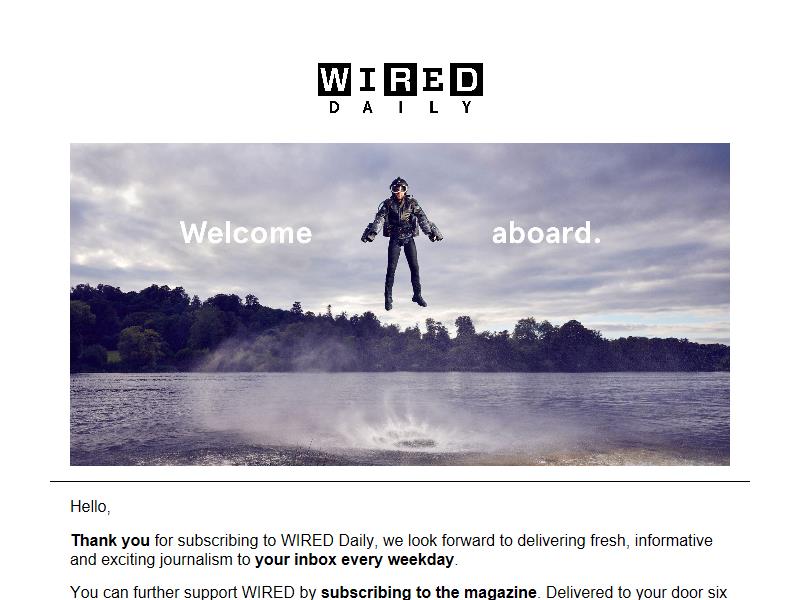 WIRED
DAILY
Welcome aboard.
Hello,
Thank you for subscribing to WIRED Daily, we look forward to delivering fresh, informative
and exciting journalism to your inbox every weekday.
You can further support WIRED by subscribing to the magazine. Delivered to your door six